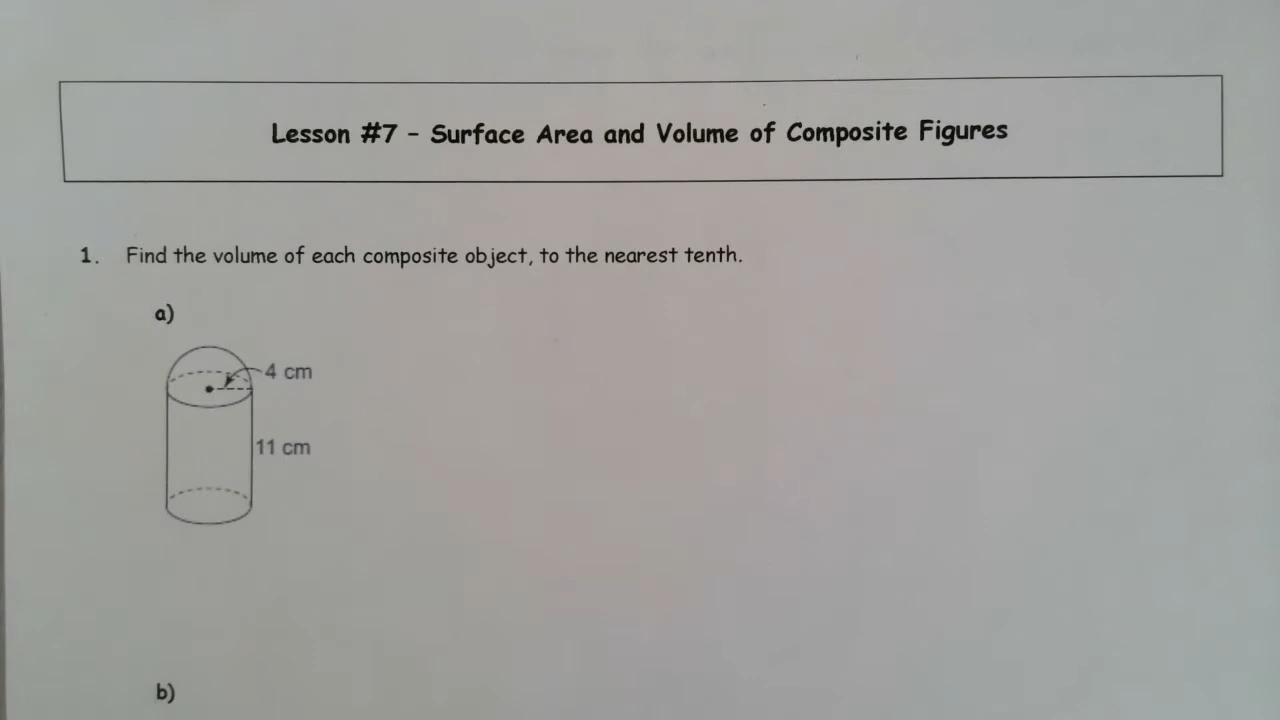 Lesson #7 - Surface Area and Volume of Composite Figures
1. Find the volume of each composite object, to the nearest tenth.
a)
4 cm
11 cm
b)